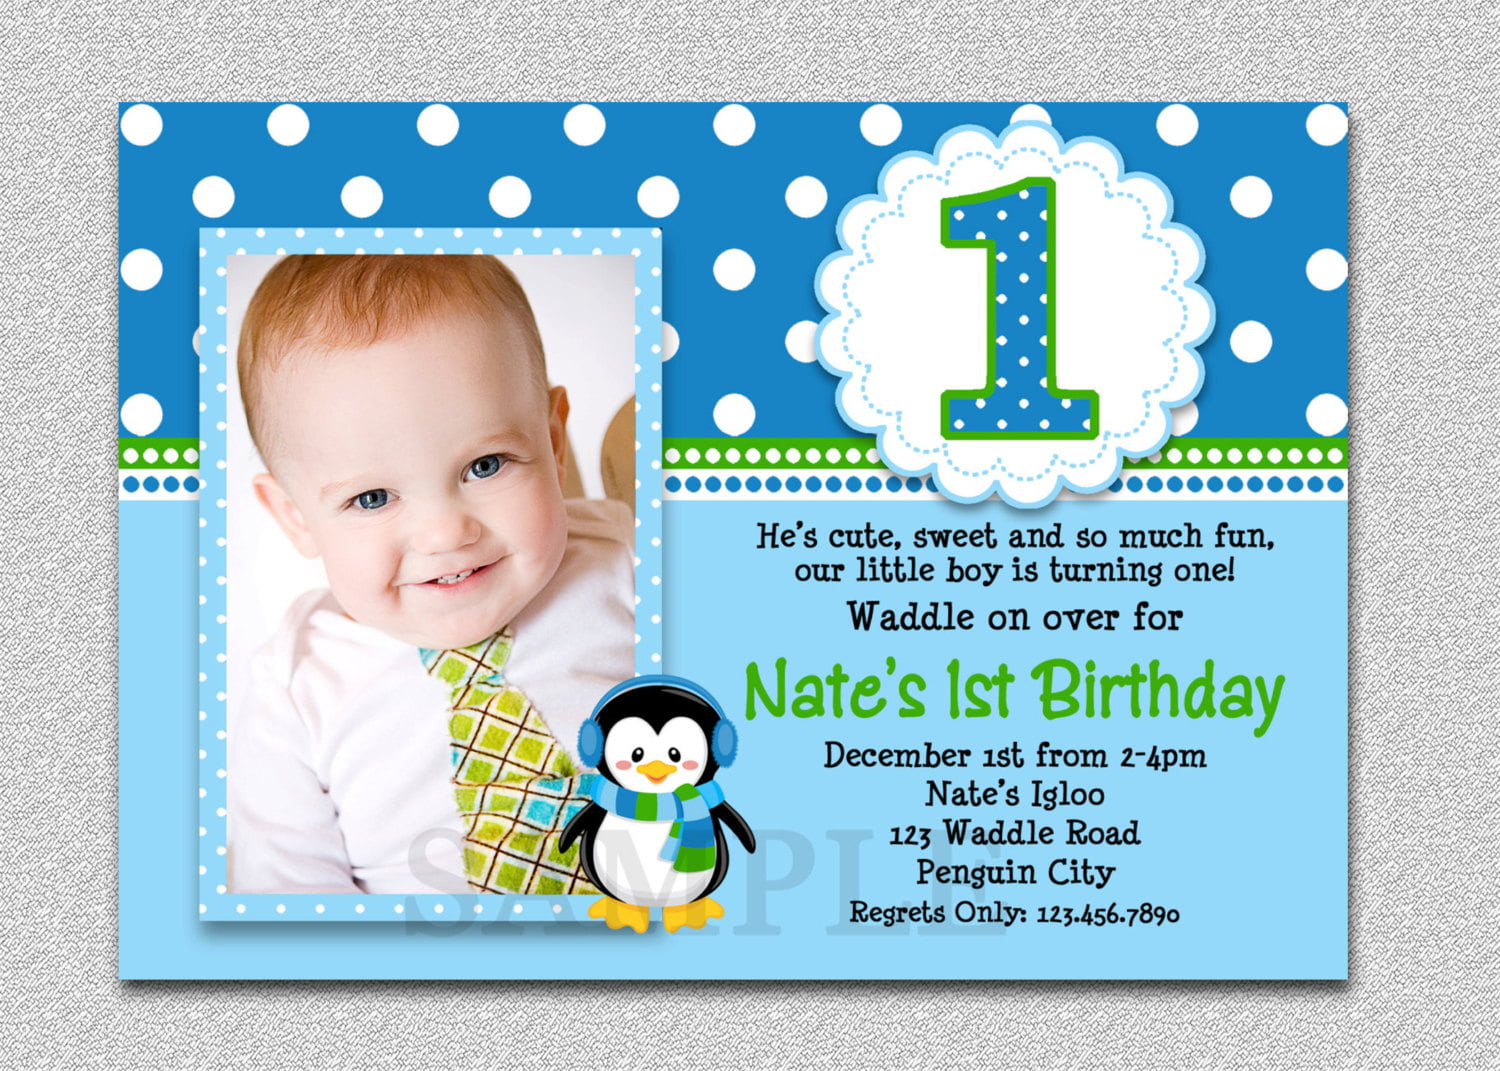 1
He's cute, sweet and so much fun,
our little boy is turning one!
Waddle on over for
Nate's 1st Birthday
December 1st from 2-4pm
Nate's Igloo
123 Waddle Road
Penguin City
Regrets Only: 123.456.7890
SAMPLE